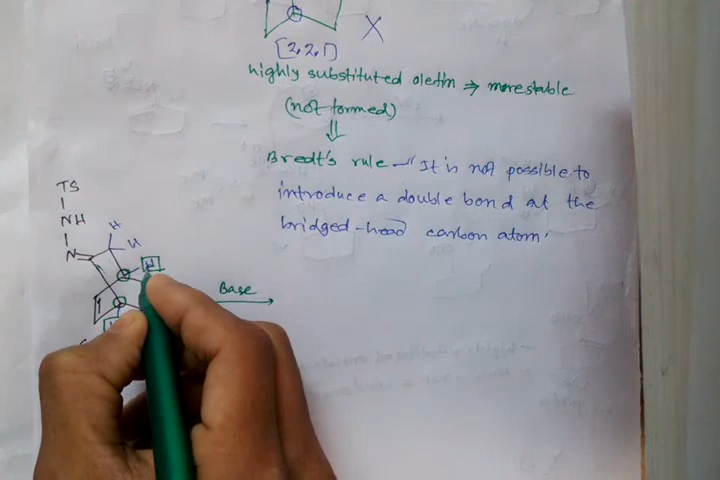 [2,2,1]
X
highly substituted olefin ⇒ more stable
(not formed)
⇓
Bredt's rule – "It is not possible to
introduce a double bond at the
bridged-head carbon atom.
TS
NH
N
H
H
H
Base